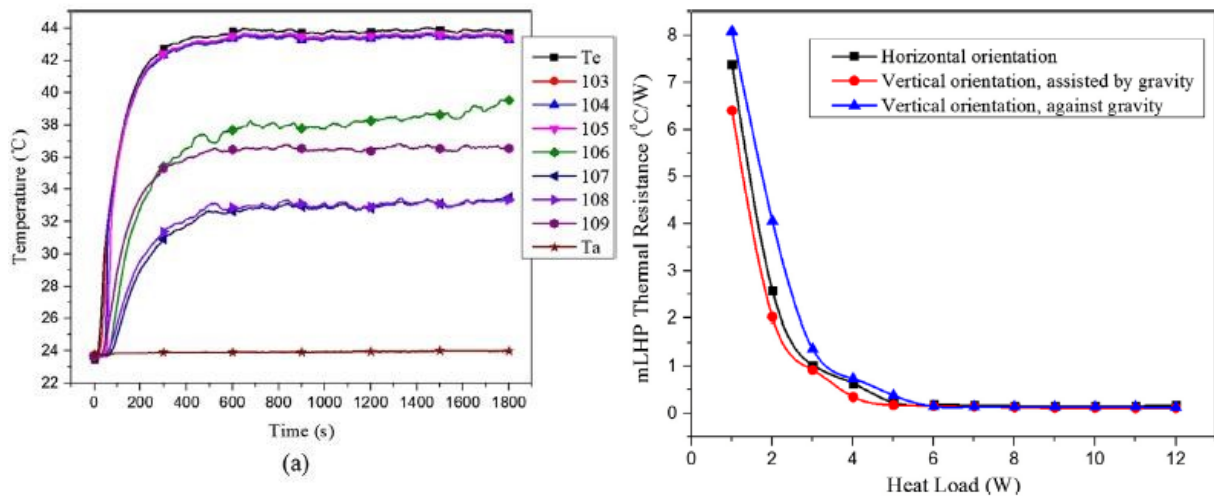 44
42
40
38
36
34
32
30
28
26
24
22
Temperature (℃)
0 200 400 600 800 1000 1200 1400 1600 1800
Time (s)
(a)
Te
103
104
105
106
107
108
109
Ta
8
7
6
5
4
3
2
1
0
mLHP Thermal Resistance (⁰C/W)
Horizontal orientation
Vertical orientation, assisted by gravity
Vertical orientation, against gravity
0 2 4 6 8 10 12
Heat Load (W)